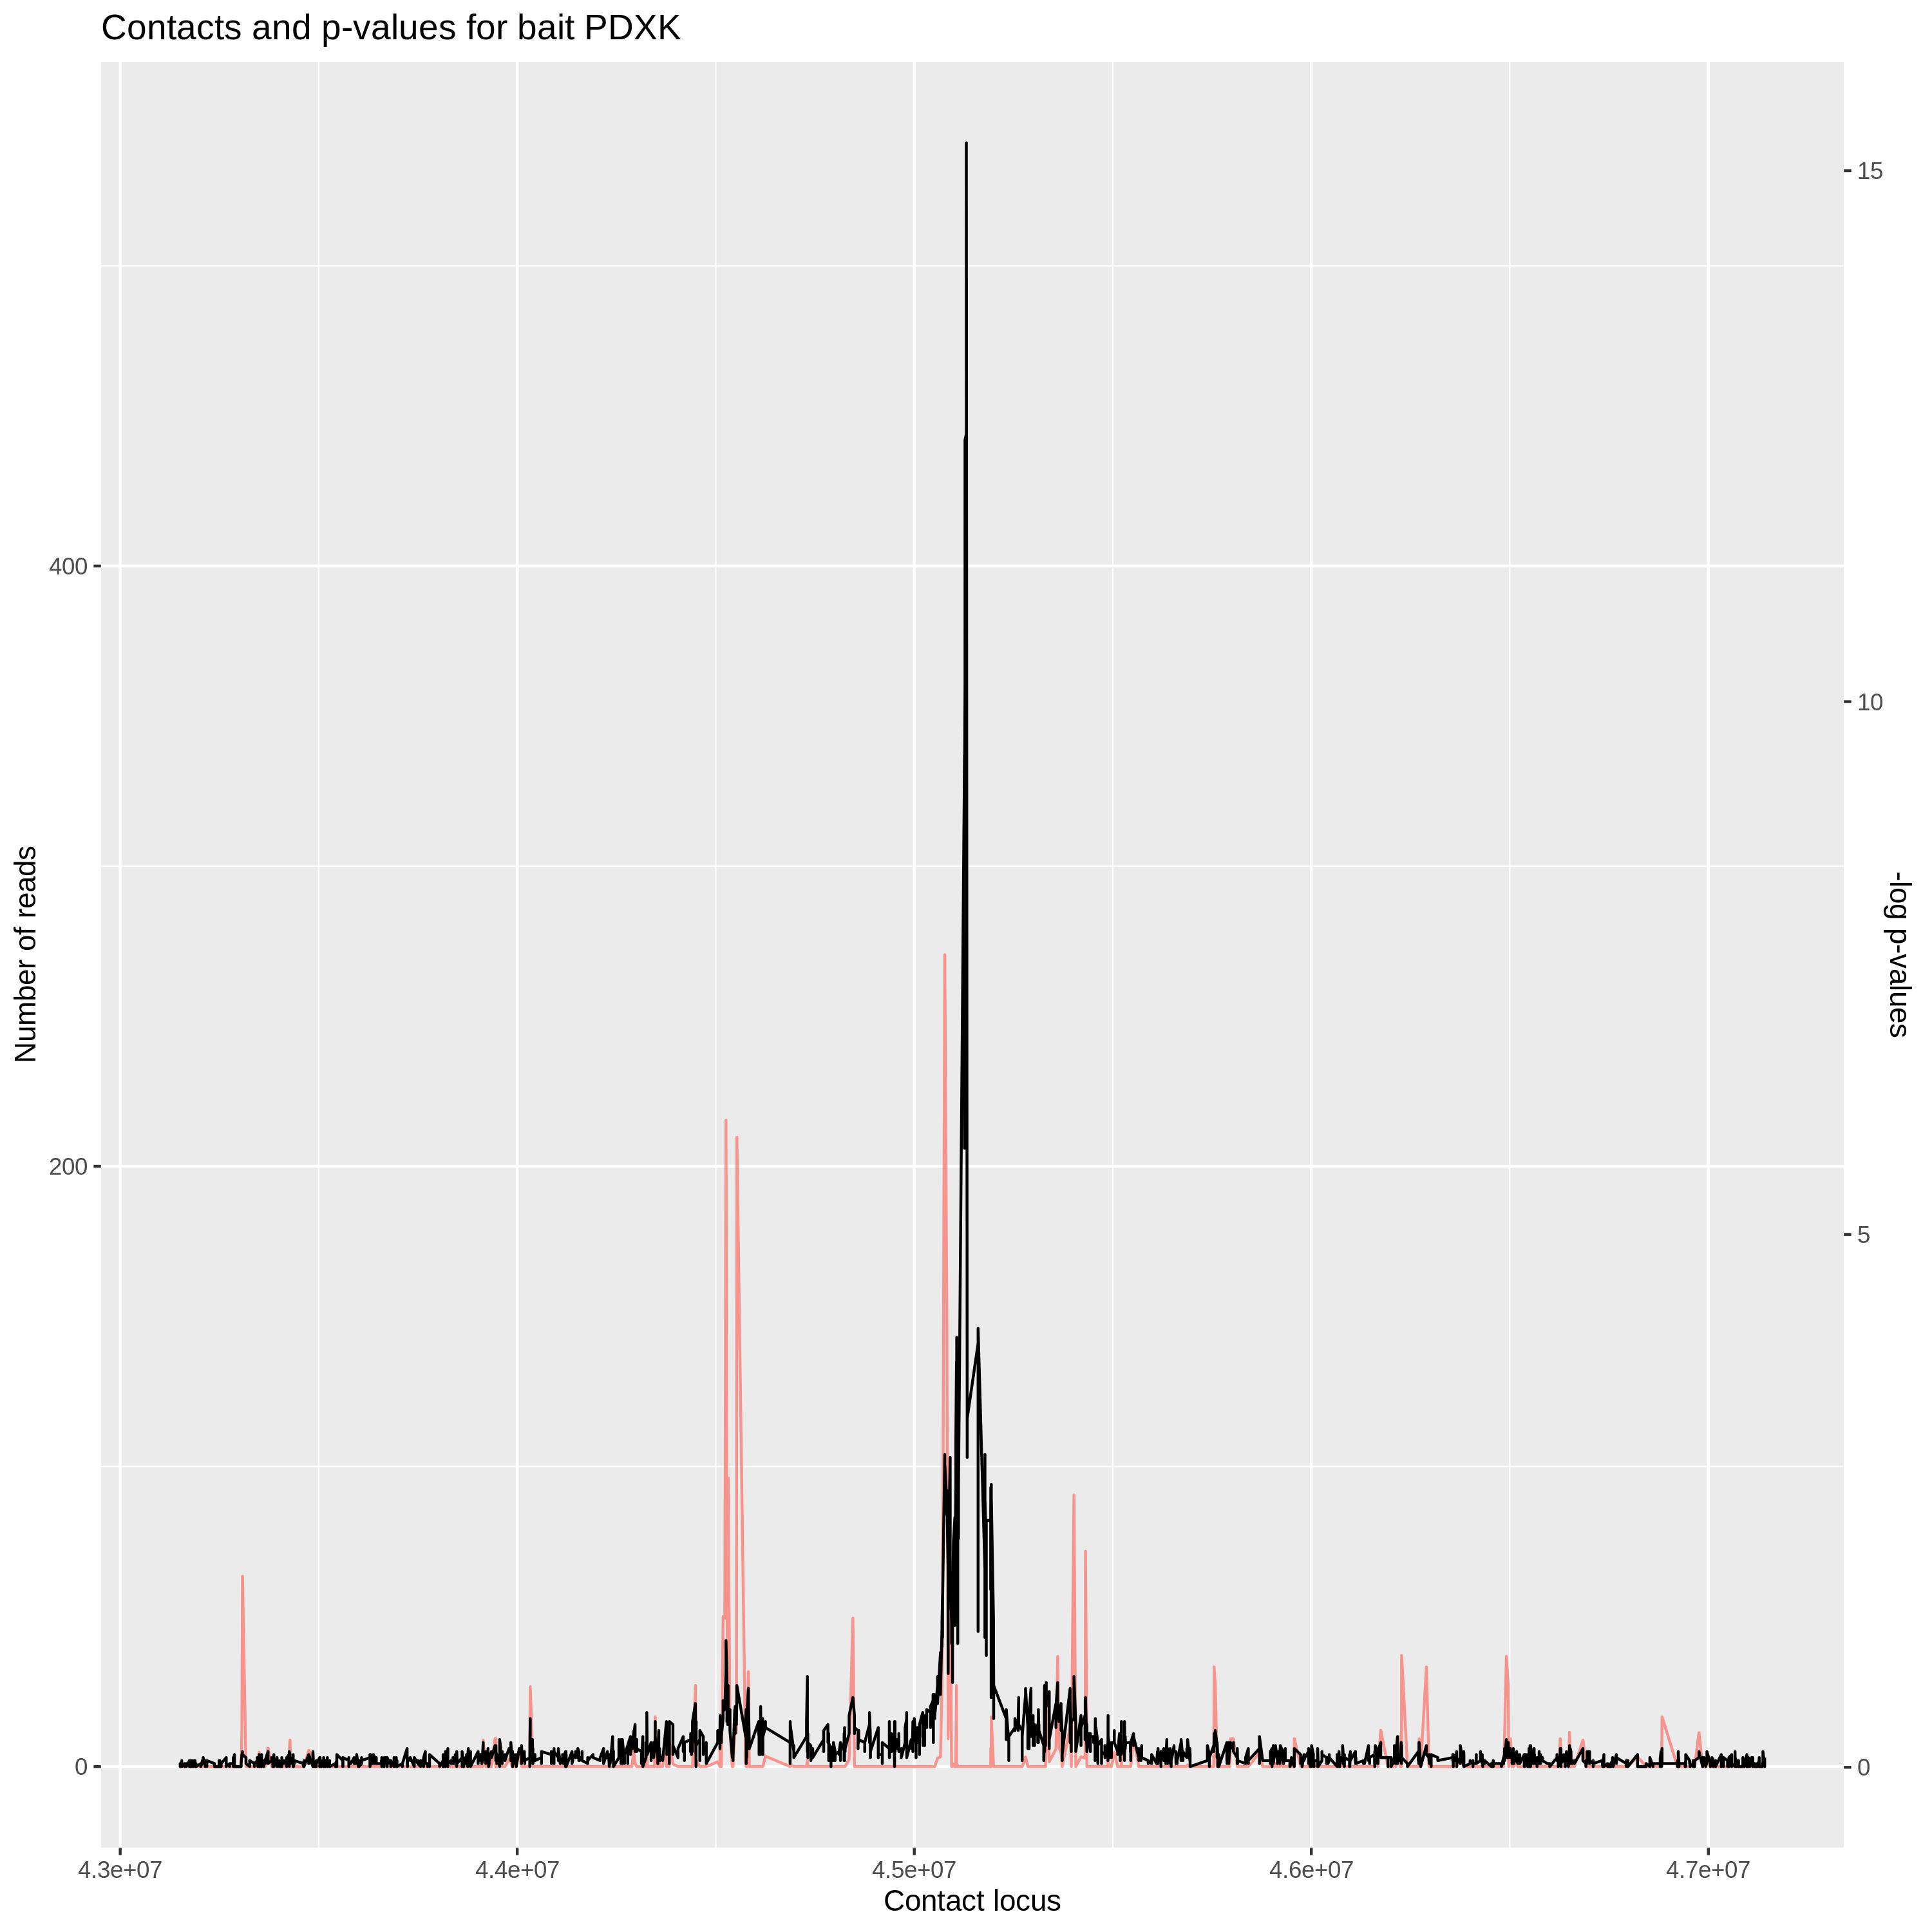 Contacts and p-values for bait PDXK
Number of reads
400
200
0
15
10
5
0
-log p-values
4.3e+07
4.4e+07
4.5e+07
4.6e+07
4.7e+07
Contact locus